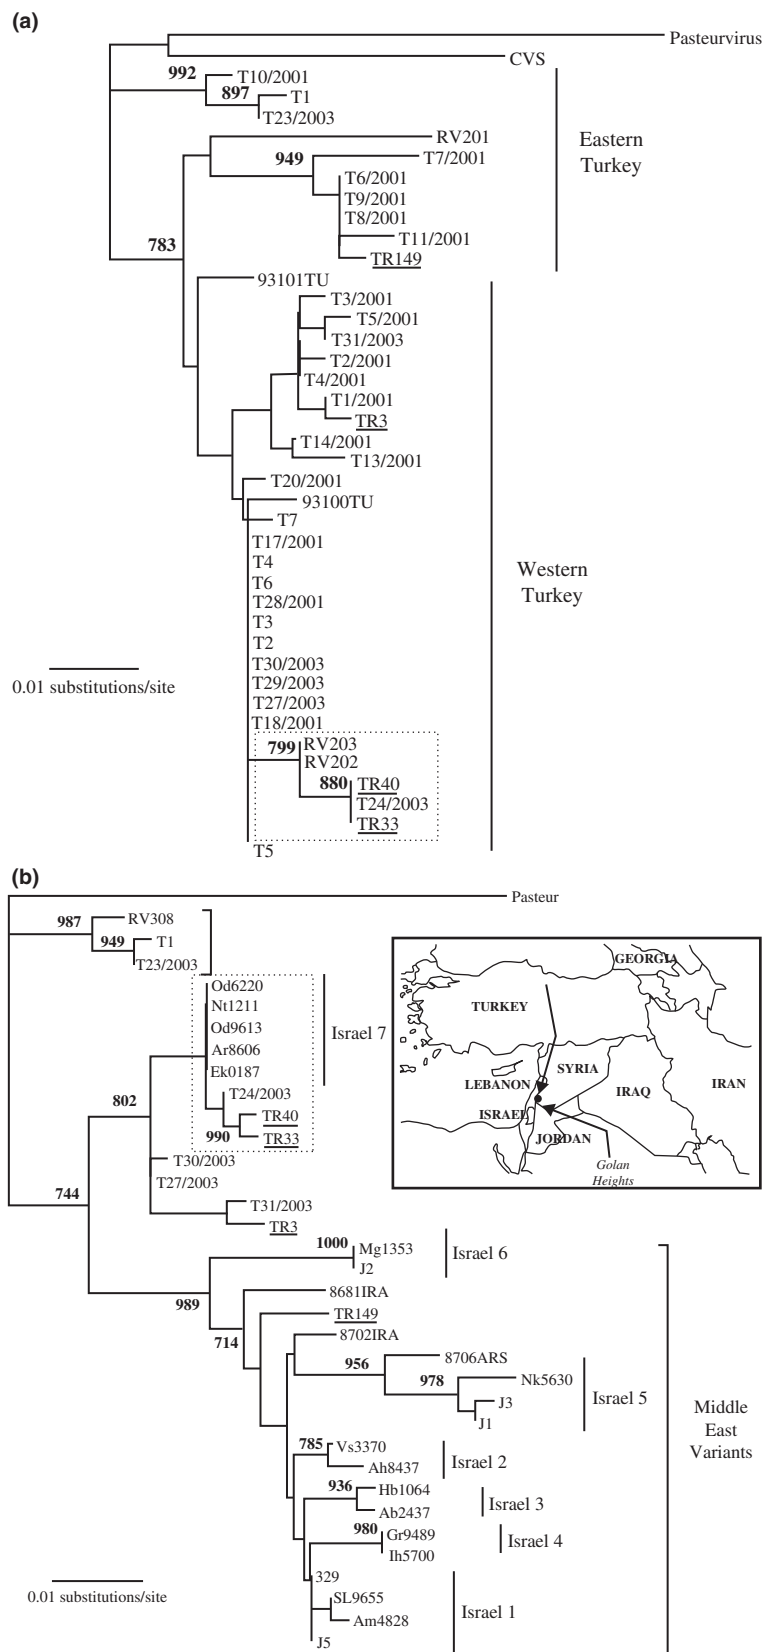 (a)
Pasteurvirus
CVS
992
T10/2001
897
T1
T23/2003
Eastern
Turkey
RV201
949
T7/2001
T6/2001
T9/2001
T8/2001
T11/2001
783
TR149
93101TU
T3/2001
T5/2001
T31/2003
T2/2001
T4/2001
T1/2001
TR3
T14/2001
T13/2001
T20/2001
93100TU
T7
T17/2001
T4
T6
T28/2001
T3
T2
T30/2003
T29/2003
T27/2003
T18/2001
Western
Turkey
0.01 substitutions/site
799
RV203
RV202
880
TR40
T24/2003
TR33
T5
(b)
Pasteur
987
RV308
949
T1
T23/2003
Od6220
Nt1211
Od9613
Ar8606
Ek0187
Israel 7
T24/2003
802
TR40
990
TR33
T30/2003
T27/2003
744
T31/2003
TR3
GEORGIA
TURKEY
SYRIA
LEBANON
IRAQ
IRAN
ISRAEL
JORDAN
Golan
Heights
1000
Mg1353
J2
Israel 6
989
8681IRA
714
TR149
8702IRA
956
8706ARS
978
Nk5630
J3
J1
Israel 5
Middle
East
Variants
785
Vs3370
Ah8437
Israel 2
936
Hb1064
Ab2437
Israel 3
980
Gr9489
Ih5700
Israel 4
329
SL9655
Am4828
J5
Israel 1
0.01 substitutions/site